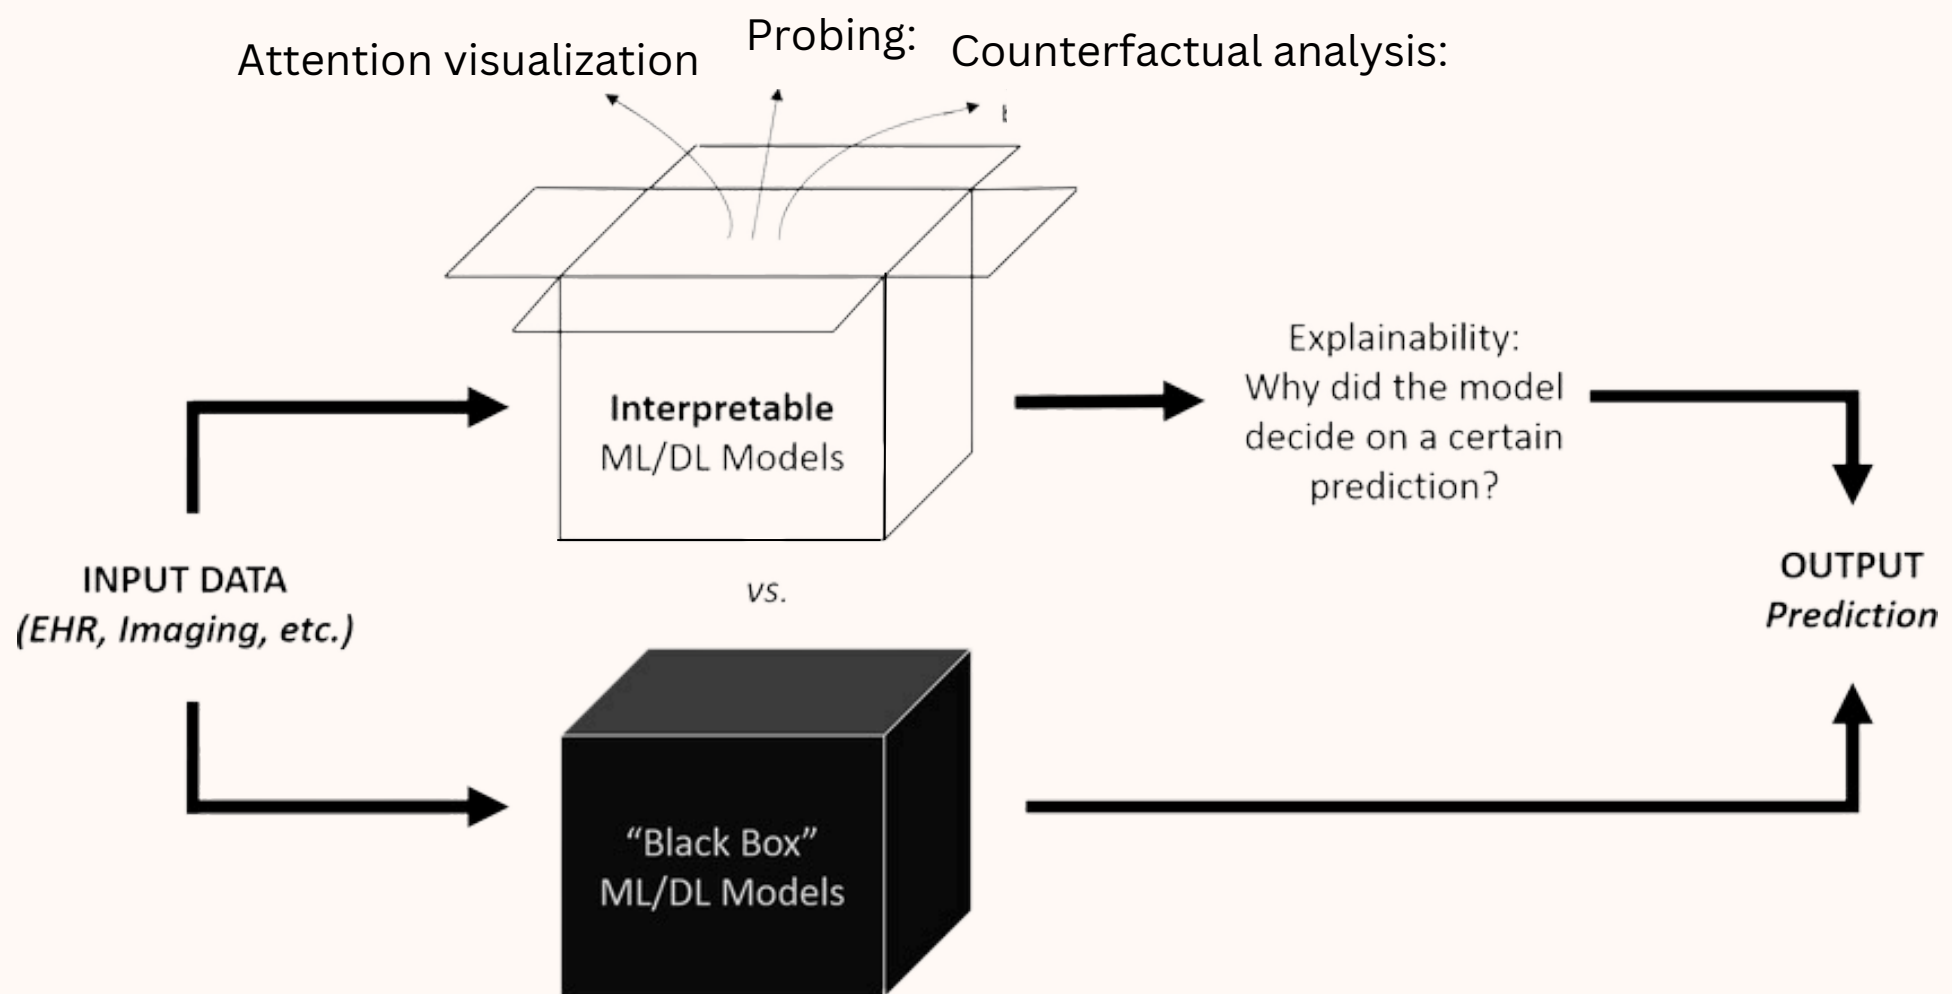 Attention visualization
Probing:
Counterfactual analysis:
Interpretable
ML/DL Models
Explainability:
Why did the model
decide on a certain
prediction?
INPUT DATA
(EHR, Imaging, etc.)
vs.
OUTPUT
Prediction
“Black Box”
ML/DL Models